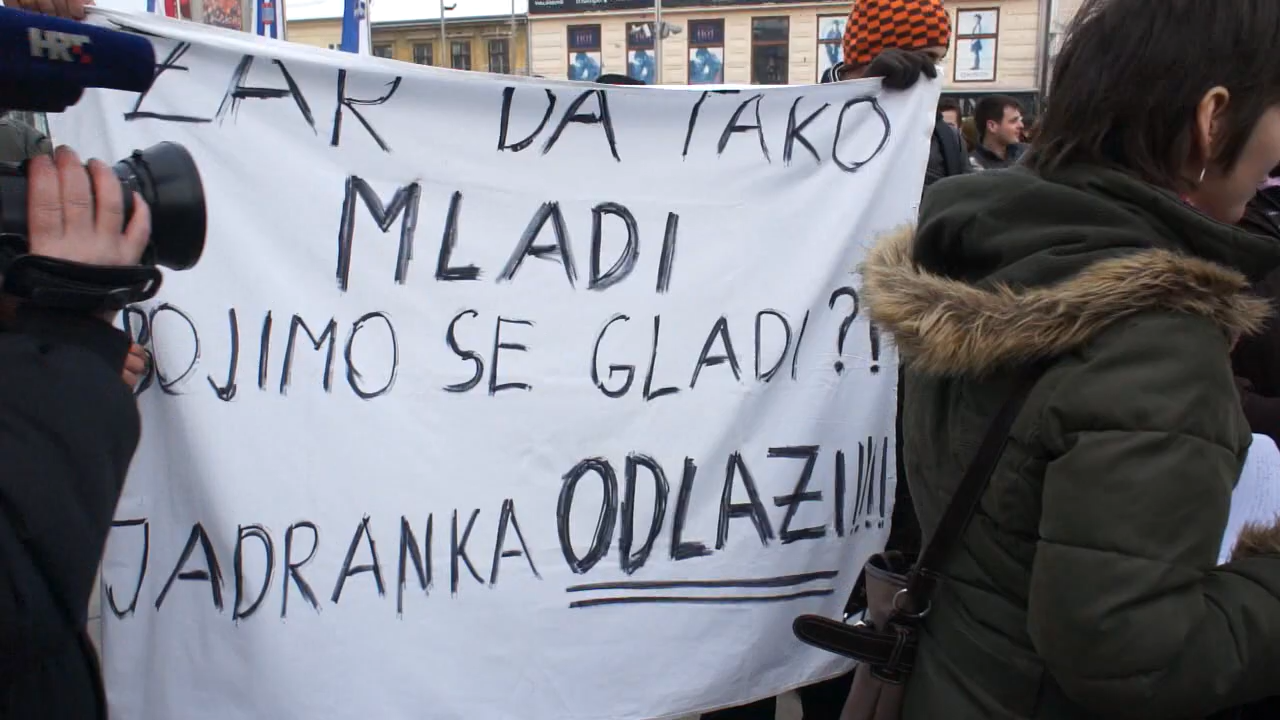 HRT
ZAR DA TAKO
MLADI
BOJIMO SE GLADI?!
JADRANKA ODLAZI!!!!